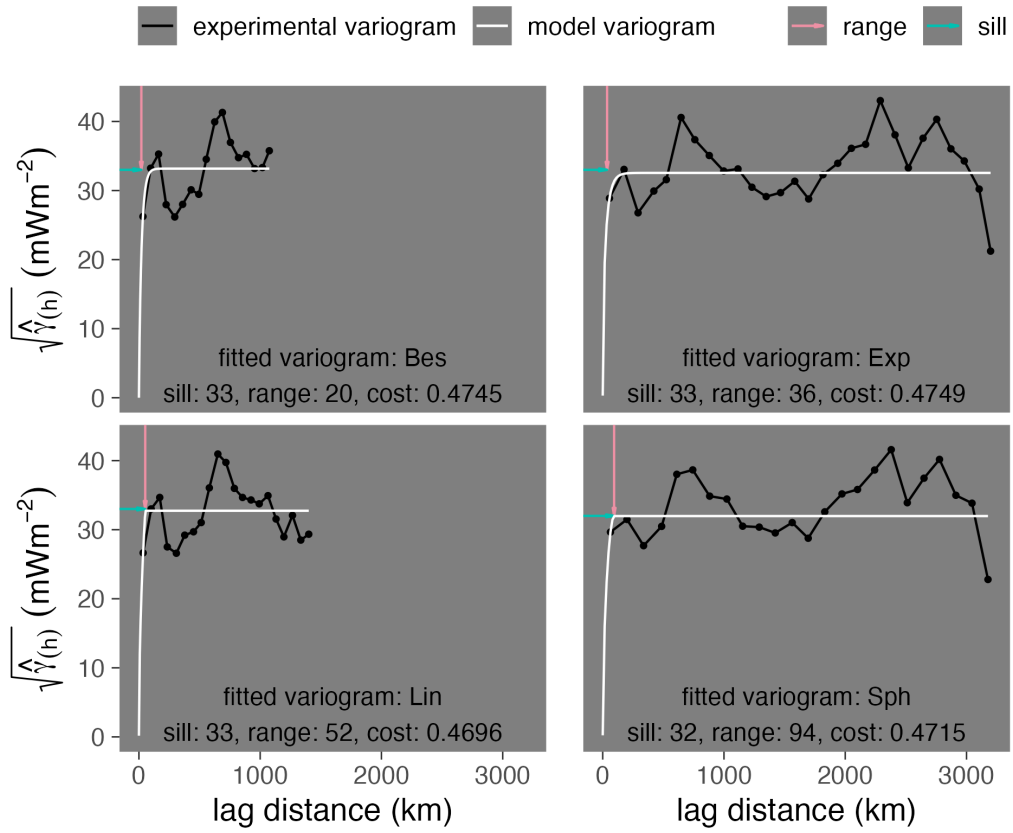 experimental variogram model variogram range sill
√γ̂(h) (mWm⁻²)
40
30
20
10
0
fitted variogram: Bes
sill: 33, range: 20, cost: 0.4745
fitted variogram: Exp
sill: 33, range: 36, cost: 0.4749
√γ̂(h) (mWm⁻²)
40
30
20
10
0
fitted variogram: Lin
sill: 33, range: 52, cost: 0.4696
fitted variogram: Sph
sill: 32, range: 94, cost: 0.4715
0 1000 2000 3000 0 1000 2000 3000
lag distance (km) lag distance (km)